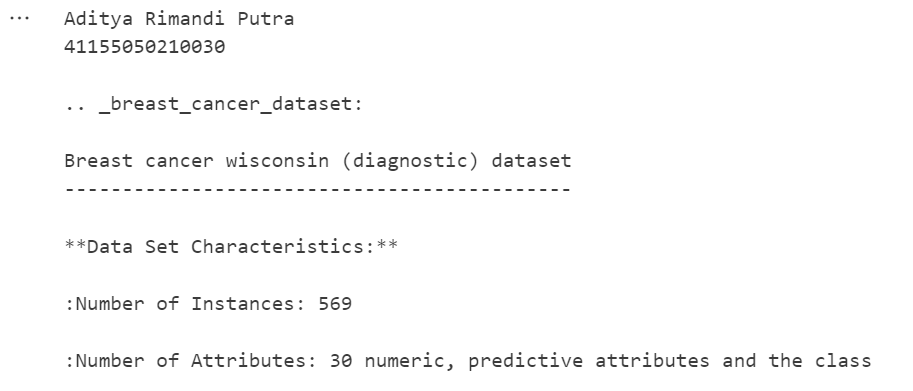 ... Aditya Rimandi Putra
41155050210030
.. _breast_cancer_dataset:
Breast cancer wisconsin (diagnostic) dataset
--------------------------------------------
**Data Set Characteristics:**
:Number of Instances: 569
:Number of Attributes: 30 numeric, predictive attributes and the class